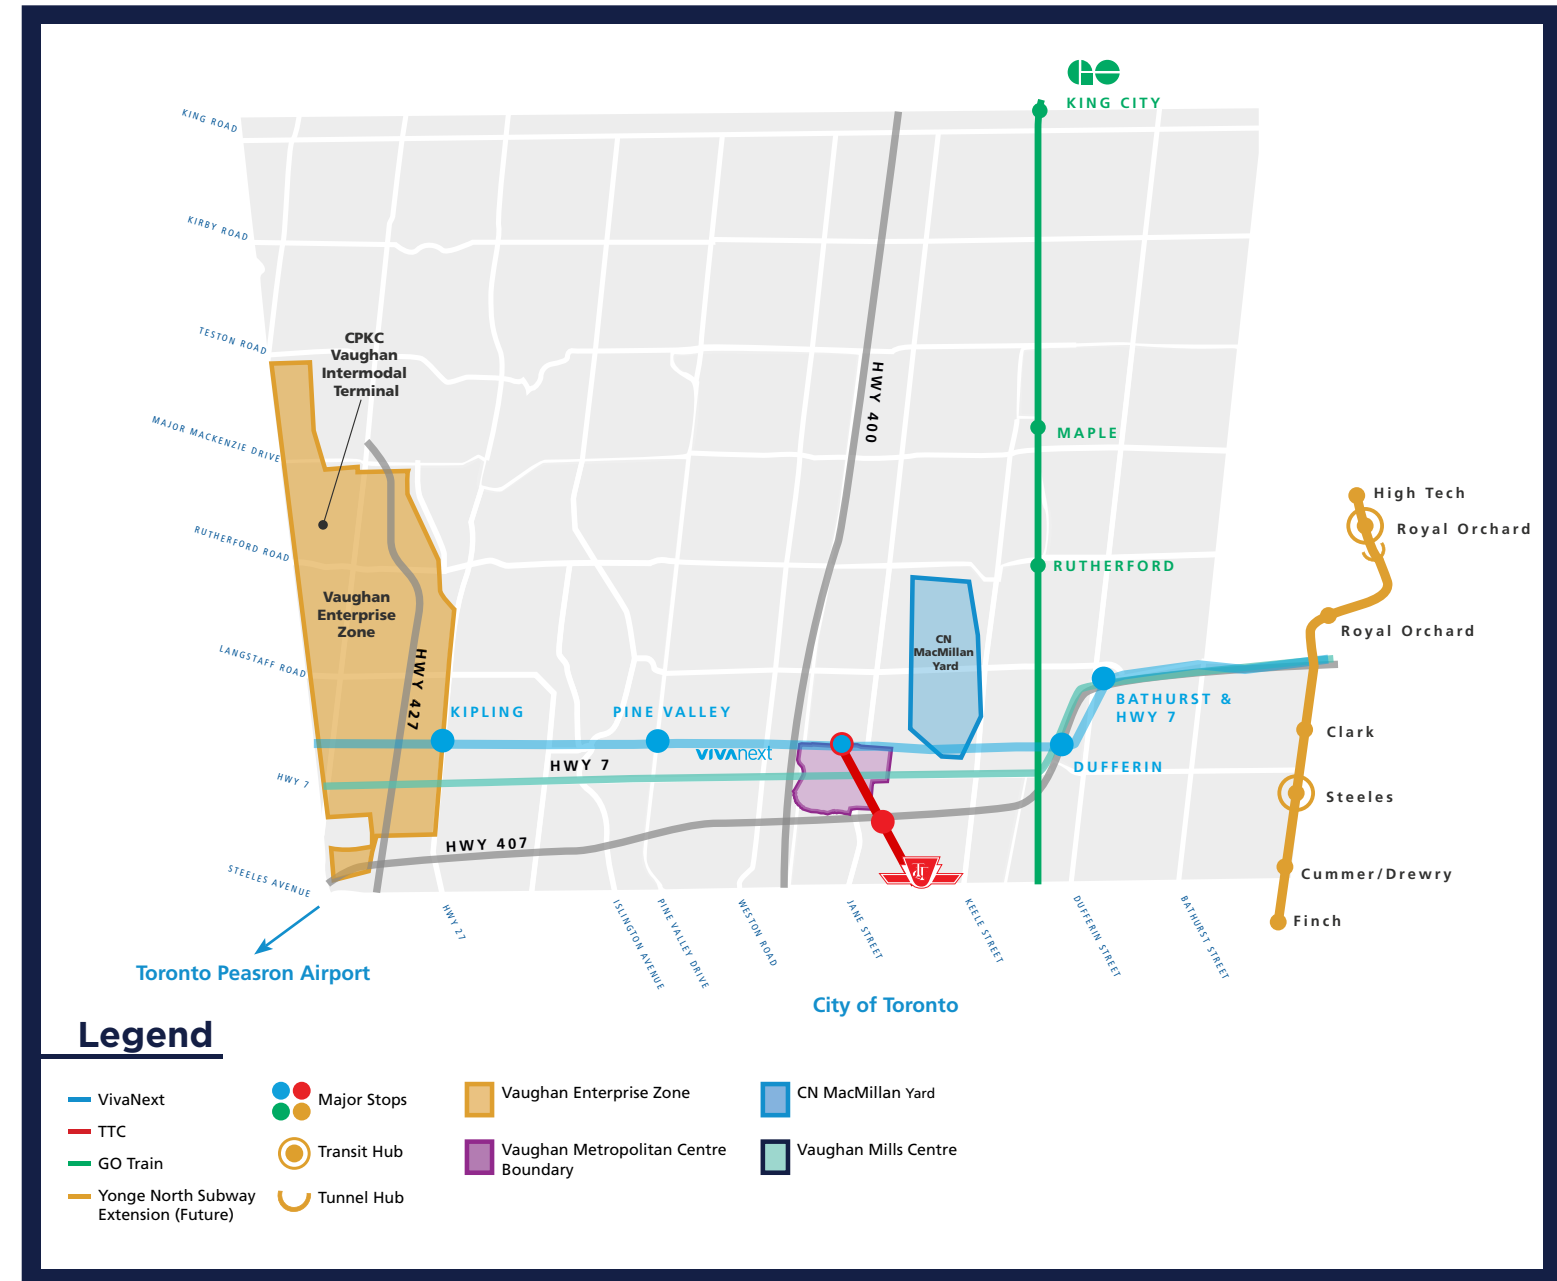 KING CITY
KING ROAD
KIRBY ROAD
TESTON ROAD
CPKC
Vaughan
Intermodal
Terminal
HWY 400
MAJOR MACKENZIE DRIVE
MAPLE
High Tech
Royal Orchard
RUTHERFORD ROAD
RUTHERFORD
Vaughan
Enterprise
Zone
CN
MacMillan
Yard
Royal Orchard
LANGSTAFF ROAD
HWY 427
KIPLING
PINE VALLEY
BATHURST &
HWY 7
vivanext
Clark
HWY 7
HWY 7
DUFFERIN
Steeles
HWY 407
STEELES AVENUE
TTC
Cummer/Drewry
Finch
HWY 27
ISLINGTON AVENUE
PINE VALLEY DRIVE
WESTON ROAD
JANE STREET
KEELE STREET
DUFFERIN STREET
BATHURST STREET
Toronto Peasron Airport
City of Toronto
Legend
VivaNext
TTC
GO Train
Yonge North Subway
Extension (Future)
Major Stops
Transit Hub
Tunnel Hub
Vaughan Enterprise Zone
Vaughan Metropolitan Centre
Boundary
CN MacMillan Yard
Vaughan Mills Centre